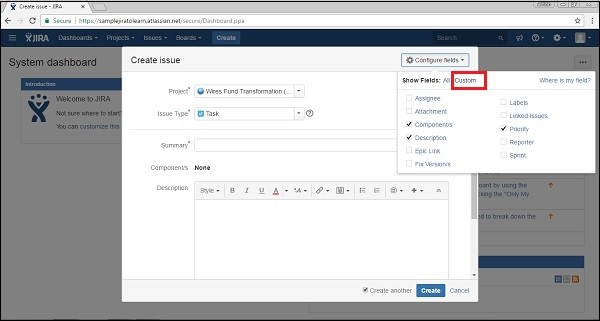 Create issue - JIRA
Secure https://samplejiratolearn.atlassian.net/secure/Dashboard.jspa
JIRA Dashboards Projects Issues Boards Create
System dashboard
Introduction
Welcome to JIRA
Not sure where to start?
You can customize this
Create issue
Configure fields
Project* Wires Fund Transformation (...
Issue Type* Task
Summary*
Component/s None
Description
Style B I U A
Show Fields: All Custom Where is my field?
Assignee
Attachment
Component/s
Description
Epic Link
Fix Version/s
Labels
Linked Issues
Priority
Reporter
Sprint
board by using the
cking the "Only My
ed to break down the
Create another Create Cancel